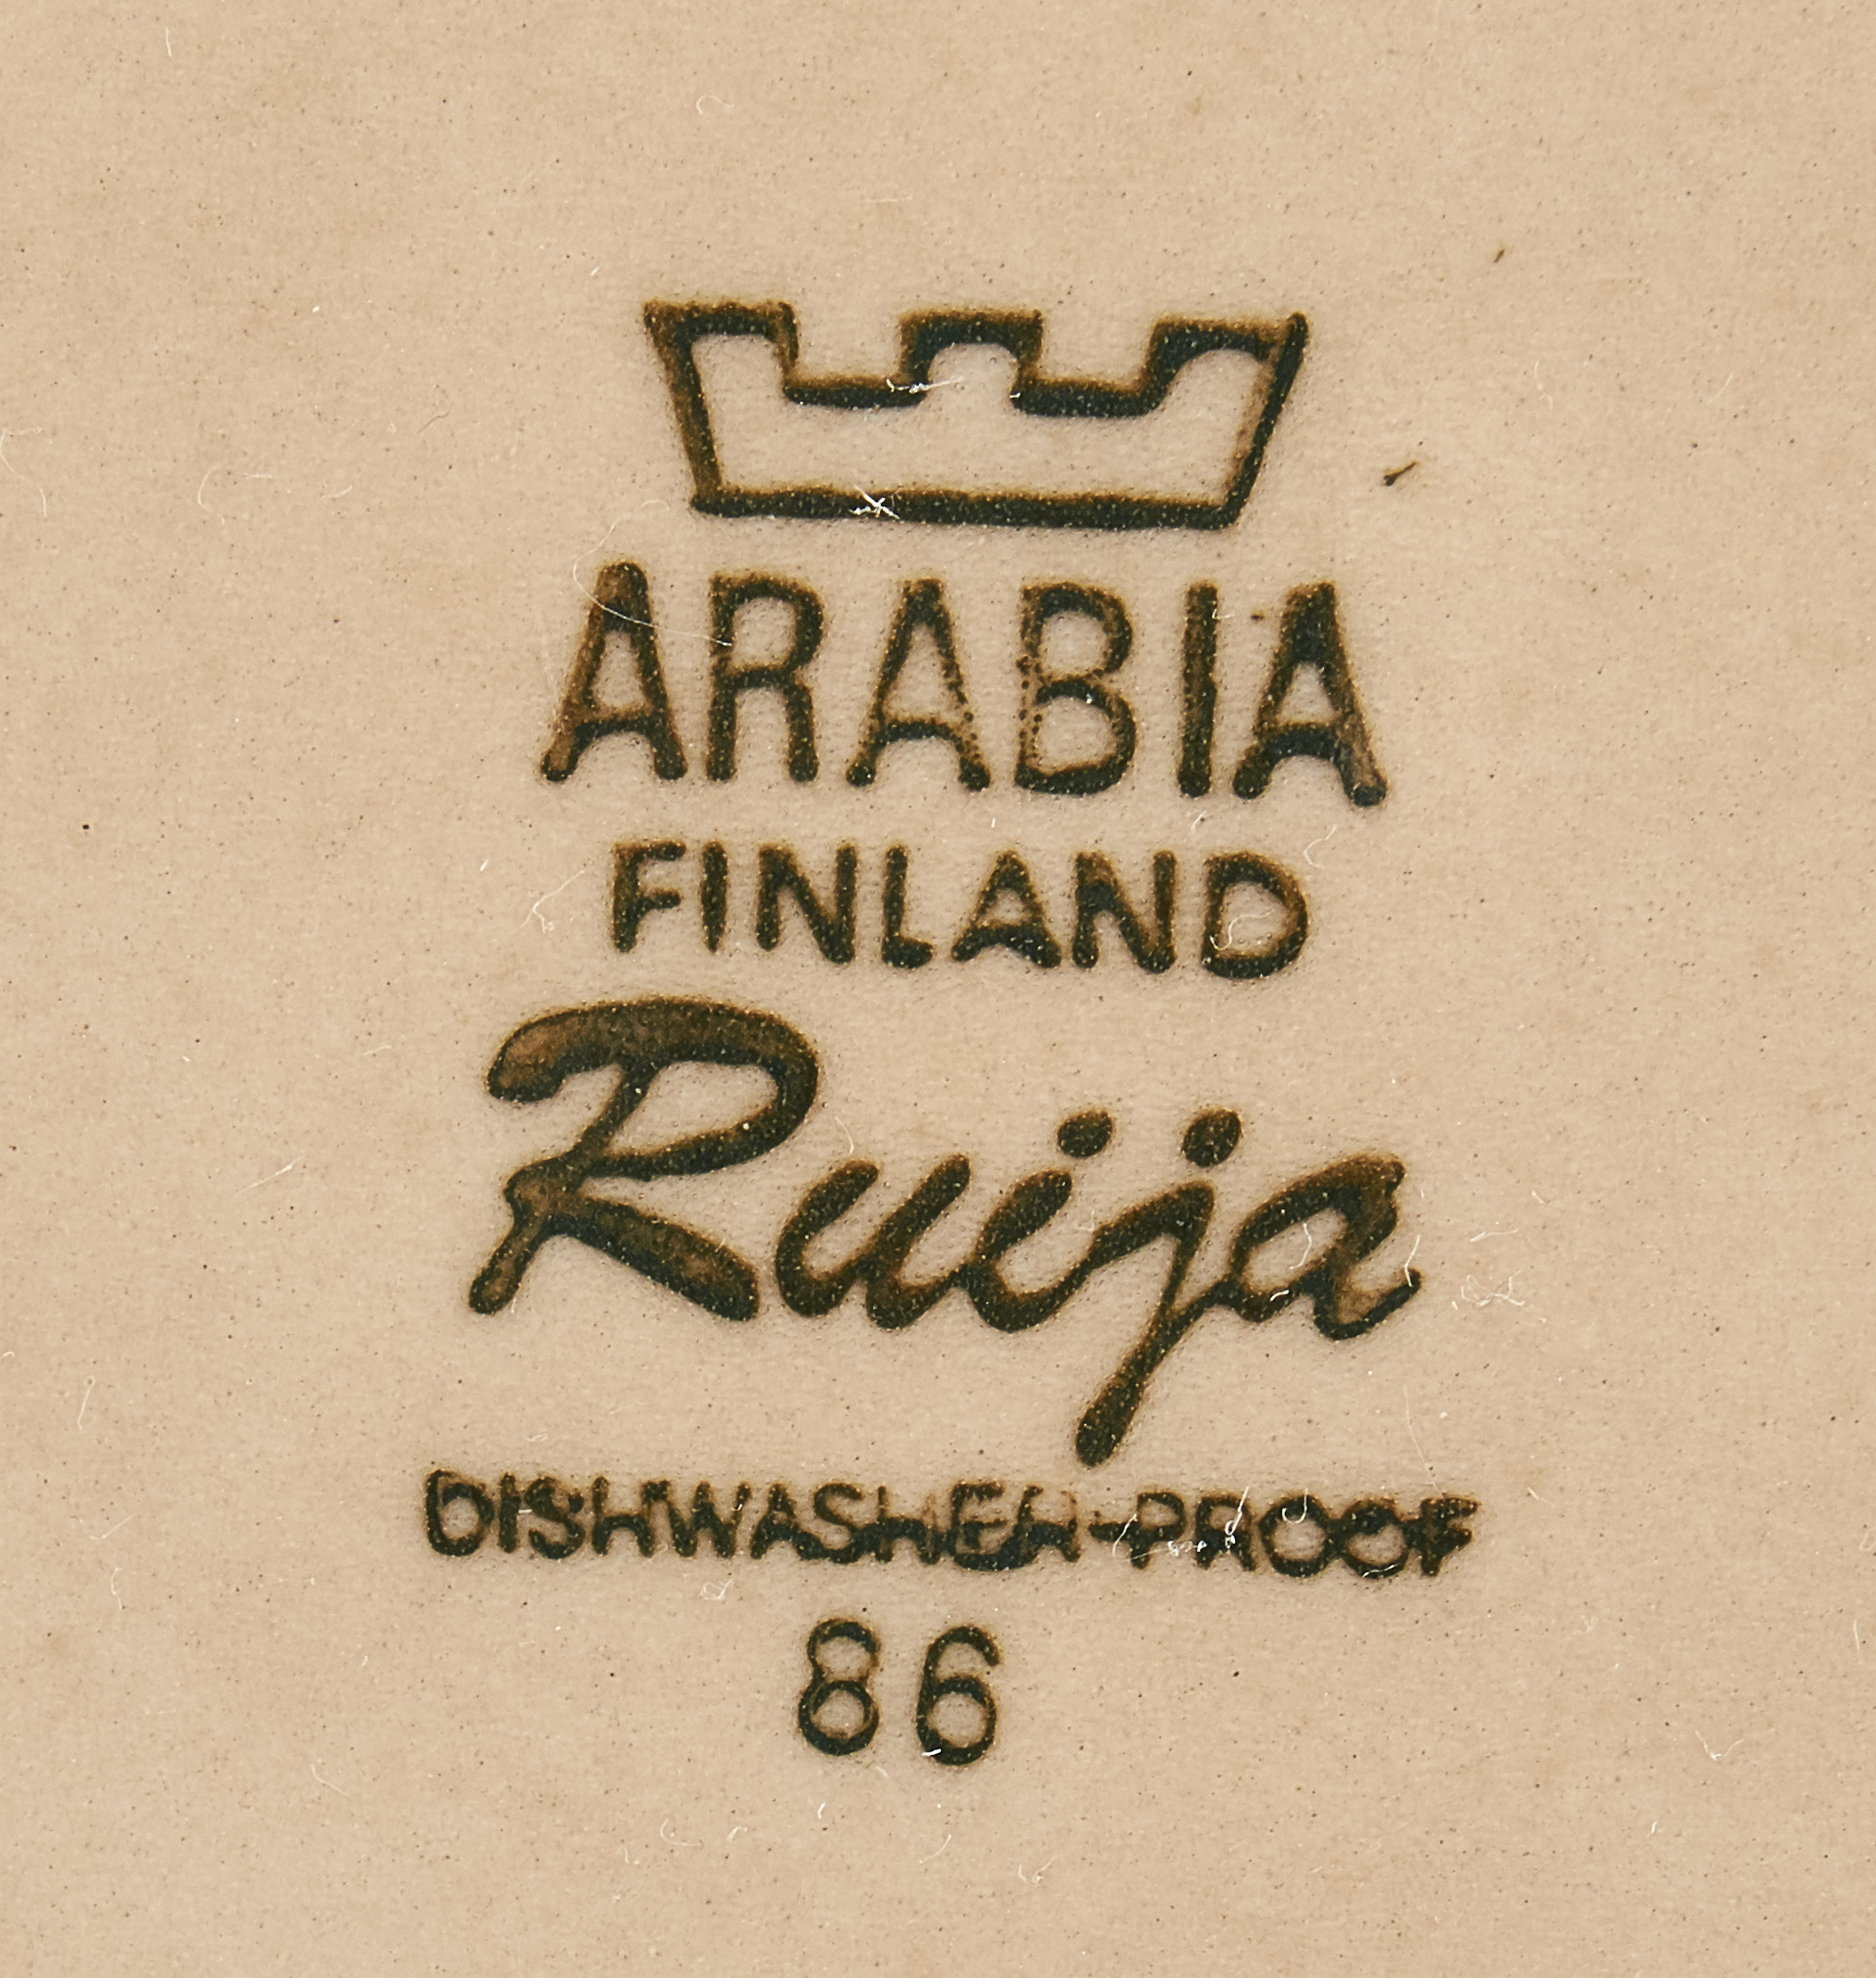 ARABIA
FINLAND
Ruija
DISHWASHER-PROOF
86